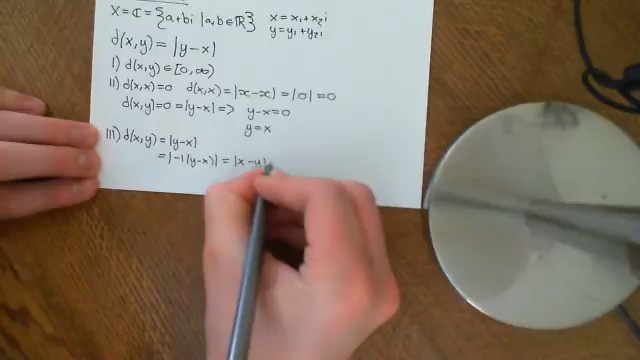 X = ℂ = {a+bi | a,b ∈ ℝ} x = x₁+x₂i
y = y₁+y₂i
d(x,y) = |y-x|
I) d(x,y) ∈ [0,∞)
II) d(x,x)=0 d(x,x) = |x-x| = |0| = 0
d(x,y)=0 = |y-x| => y-x=0
y=x
III) d(x,y) = |y-x|
= |-1(y-x)| = |x-y|